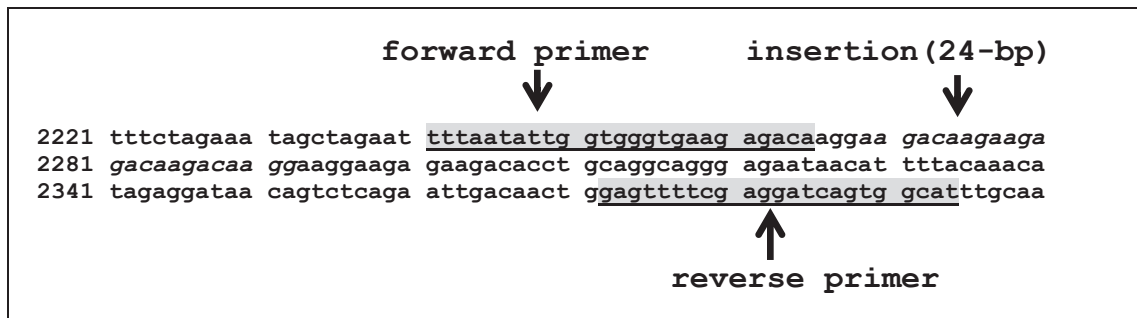 forward primer insertion(24-bp)
2221 tttctagaaa tagctagaat tttaatattg gtgggtgaag agacaaggaa gacaagaaga
2281 gacaagacaa ggaaggaaga gaagacacct gcaggcaggg agaataacat tttacaaaca
2341 tagaggataa cagtctcaga attgacaactg ggagttttcg aggatcagtg gcatttgcaa
reverse primer